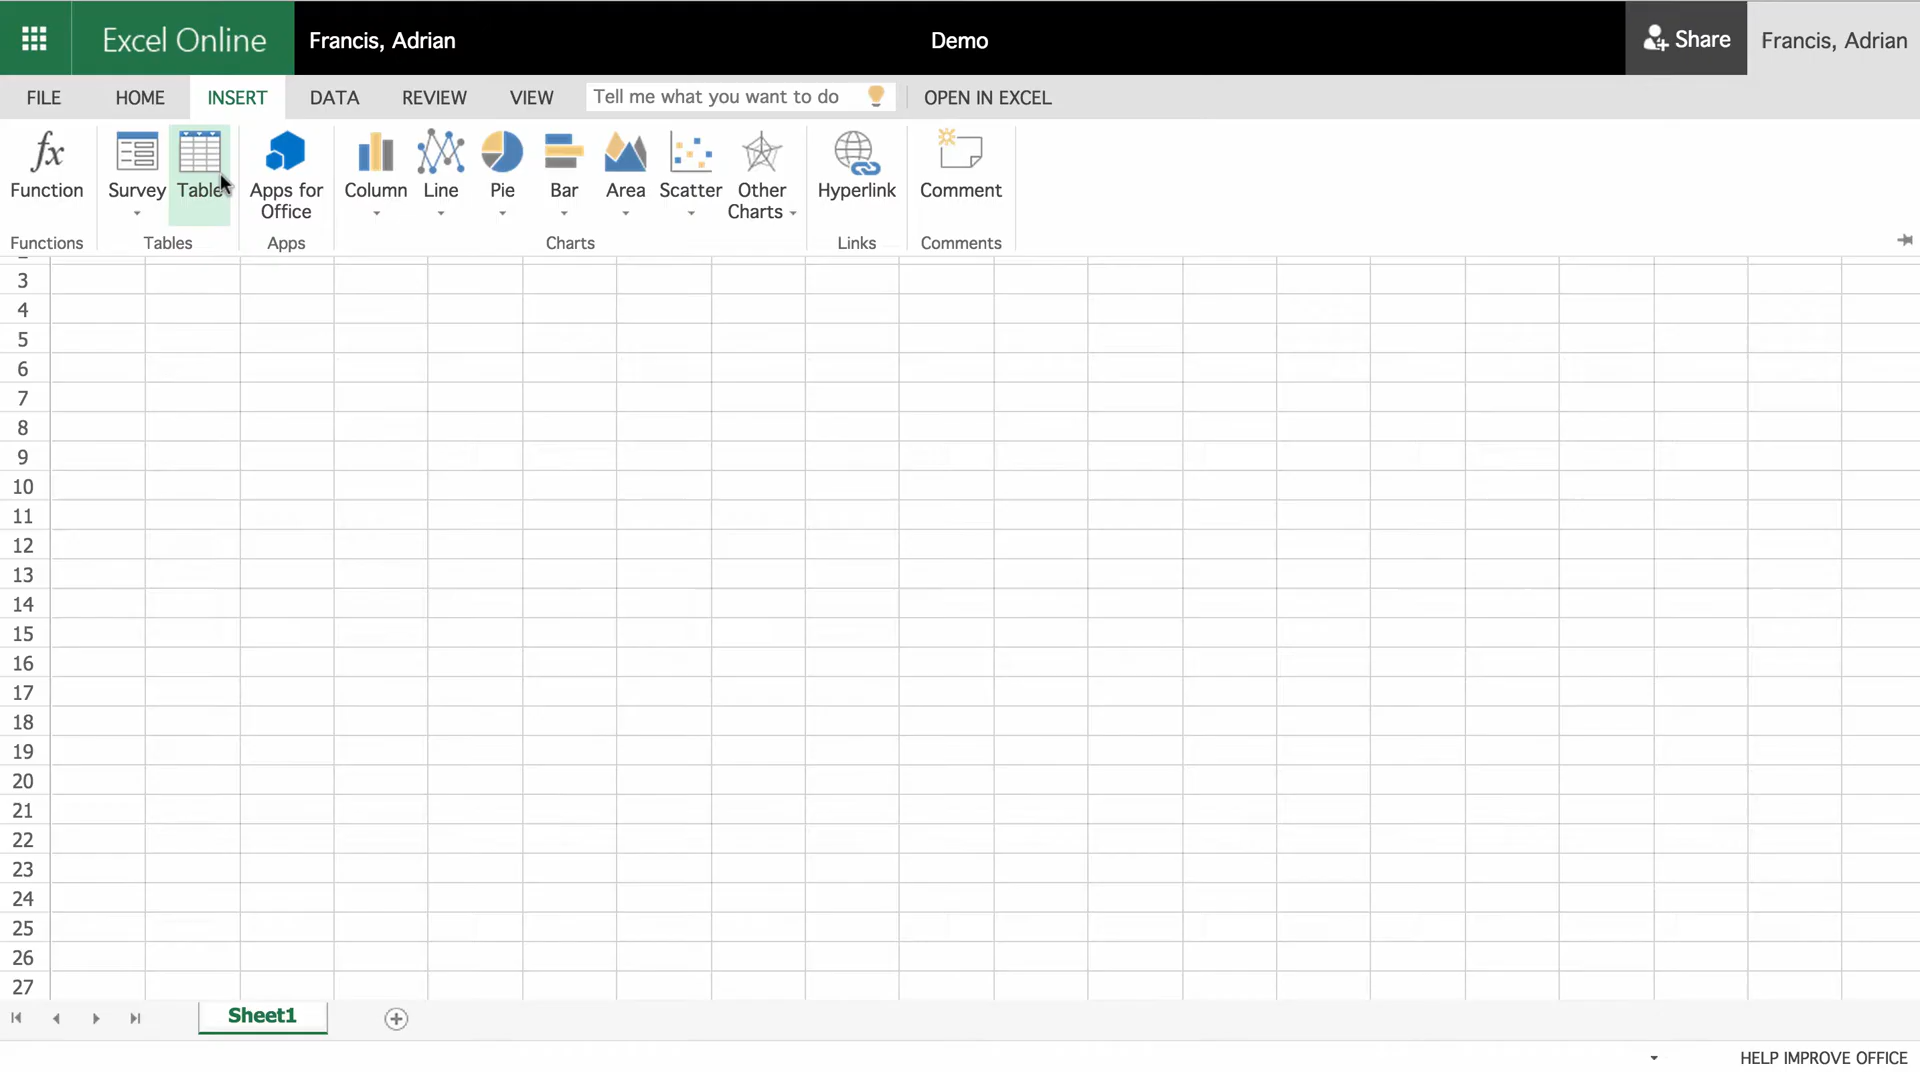 Excel Online
Francis, Adrian
Demo
Share
Francis, Adrian
FILE
HOME
INSERT
DATA
REVIEW
VIEW
Tell me what you want to do
OPEN IN EXCEL
fx
Function
Survey
Table
Apps for
Office
Column
Line
Pie
Bar
Area
Scatter
Other
Charts
Hyperlink
Comment
Functions
Tables
Apps
Charts
Links
Comments
3
4
5
6
7
8
9
10
11
12
13
14
15
16
17
18
19
20
21
22
23
24
25
26
27
Sheet1
HELP IMPROVE OFFICE